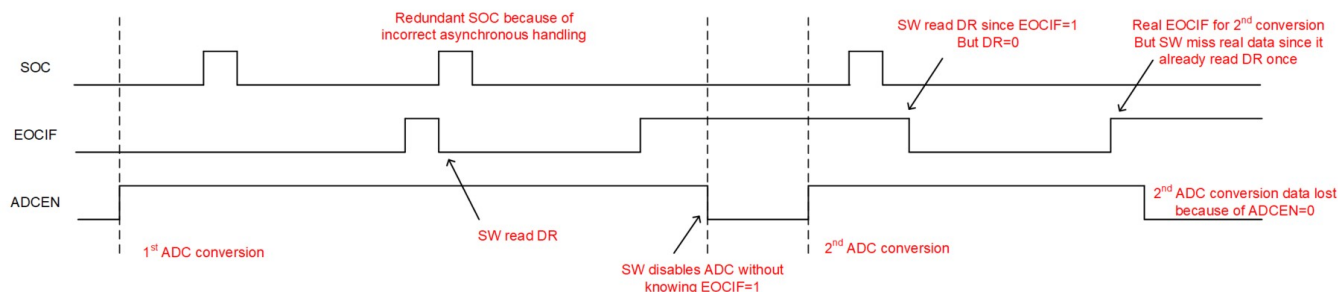 Redundant SOC because of
incorrect asynchronous handling
SW read DR since EOCIF=1
But DR=0
Real EOCIF for 2nd conversion
But SW miss real data since it
already read DR once
SOC
EOCIF
ADCEN
SW read DR
1st ADC conversion
SW disables ADC without
knowing EOCIF=1
2nd ADC conversion
2nd ADC conversion data lost
because of ADCEN=0